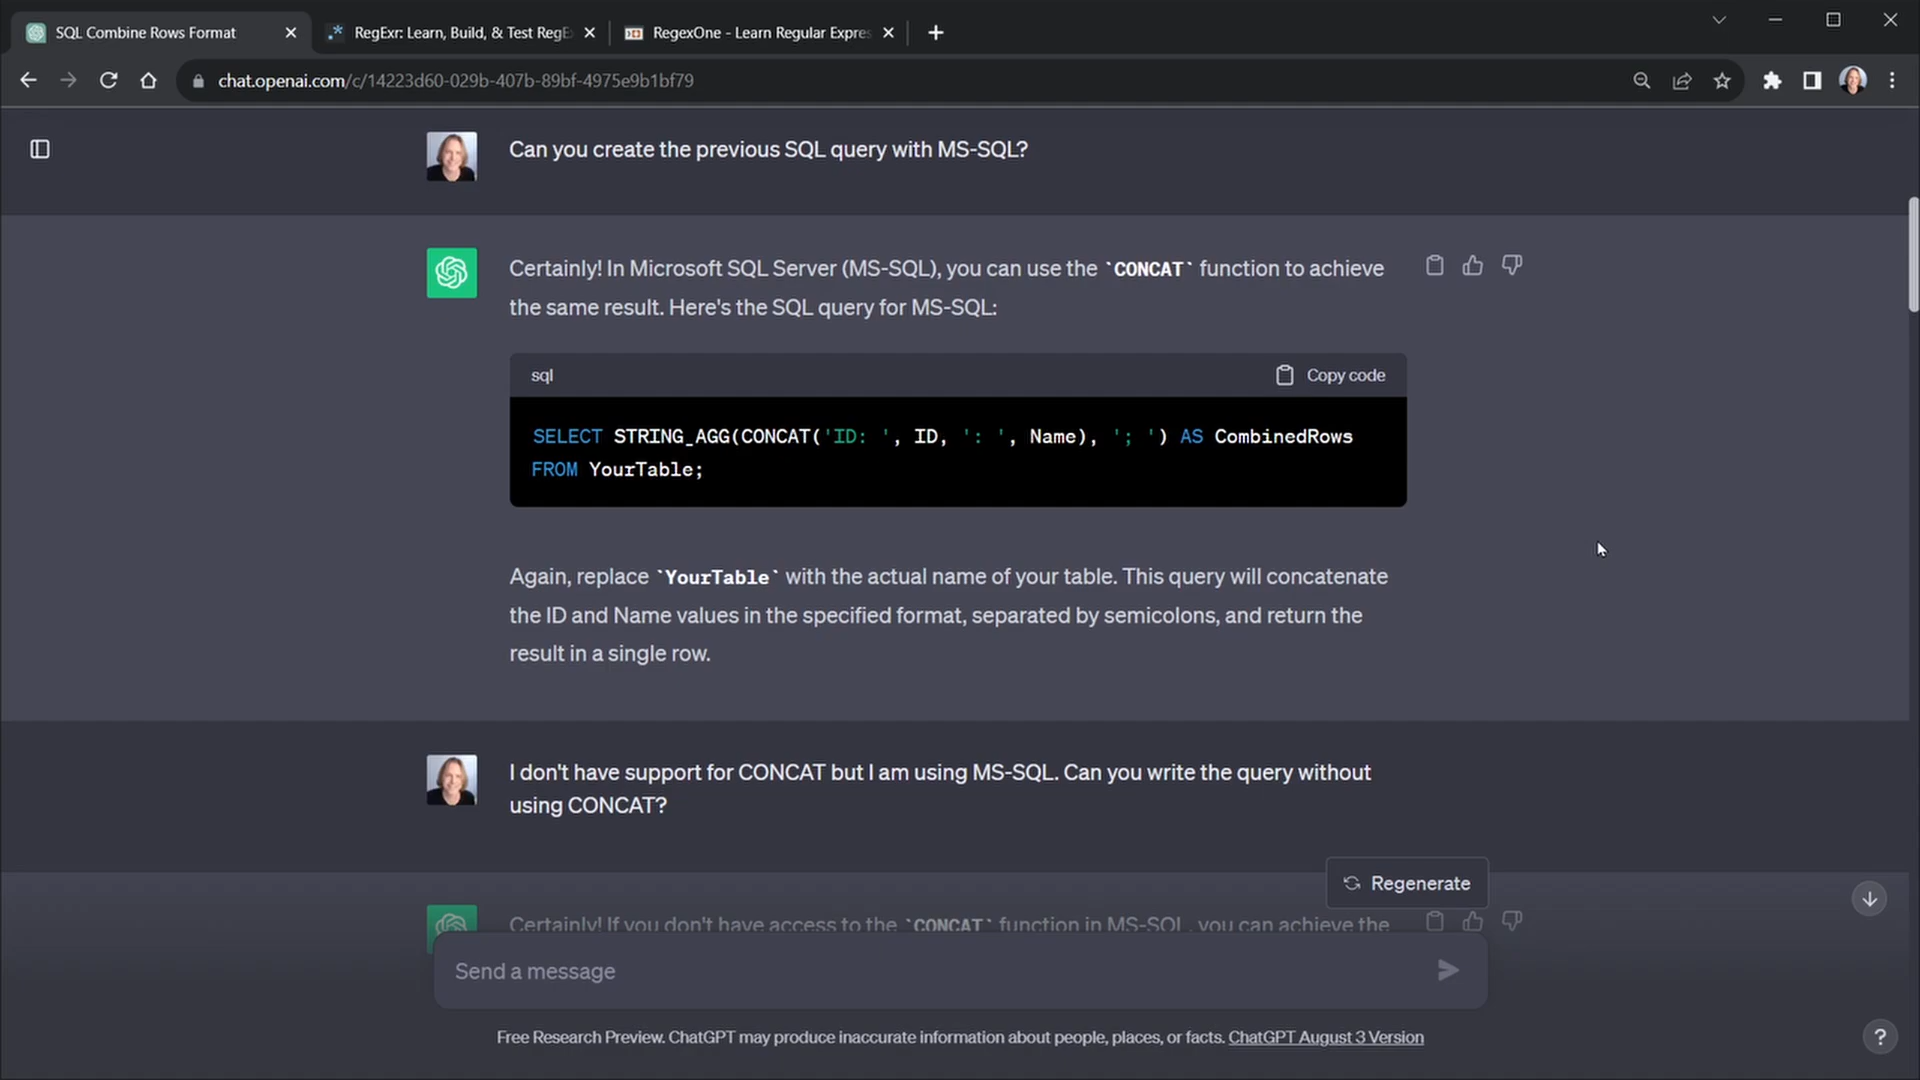 SQL Combine Rows Format
RegExr: Learn, Build, & Test RegE
RegexOne - Learn Regular Expres
chat.openai.com/c/14223d60-029b-407b-89bf-4975e9b1bf79
Can you create the previous SQL query with MS-SQL?
Certainly! In Microsoft SQL Server (MS-SQL), you can use the `CONCAT` function to achieve
the same result. Here's the SQL query for MS-SQL:
sql
Copy code
SELECT STRING_AGG(CONCAT('ID: ', ID, ': ', Name), '; ') AS CombinedRows
FROM YourTable;
Again, replace `YourTable` with the actual name of your table. This query will concatenate
the ID and Name values in the specified format, separated by semicolons, and return the
result in a single row.
I don't have support for CONCAT but I am using MS-SQL. Can you write the query without
using CONCAT?
Regenerate
Certainly! If you don't have access to the `CONCAT` function in MS-SQL, you can achieve the
Send a message
Free Research Preview. ChatGPT may produce inaccurate information about people, places, or facts. ChatGPT August 3 Version
?